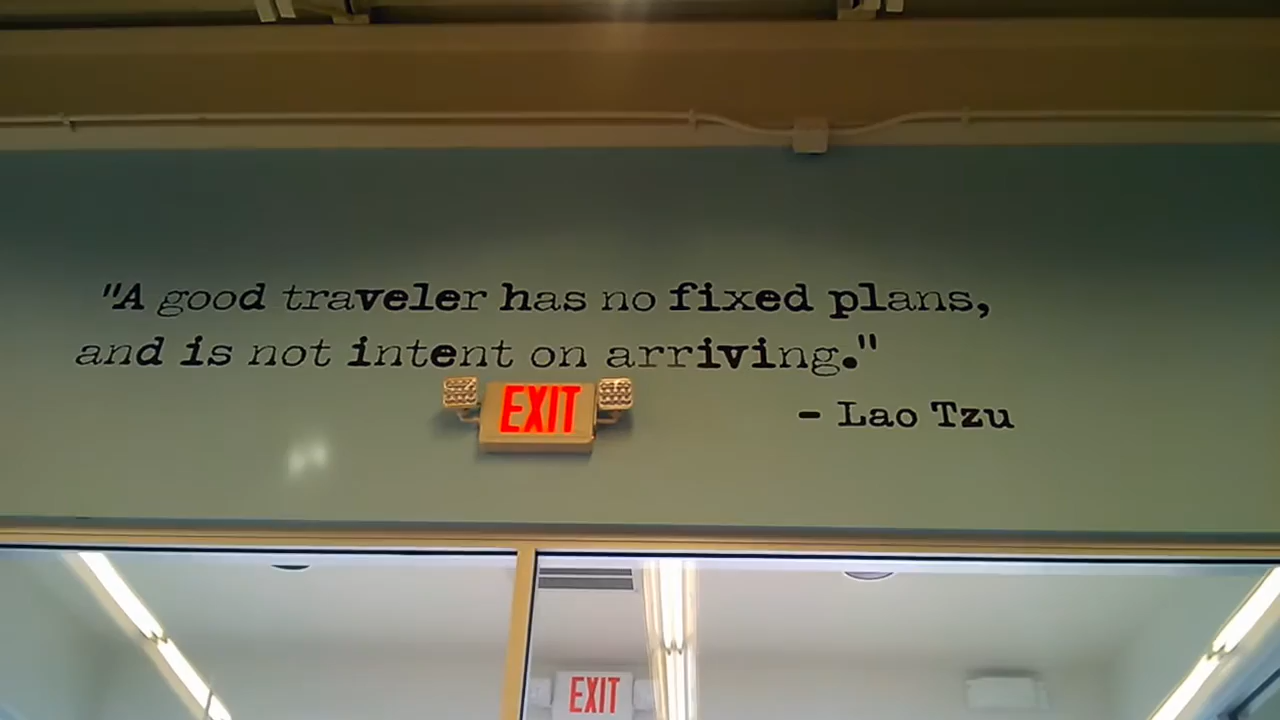 "A good traveler has no fixed plans,
and is not intent on arriving."
EXIT
- Lao Tzu
EXIT